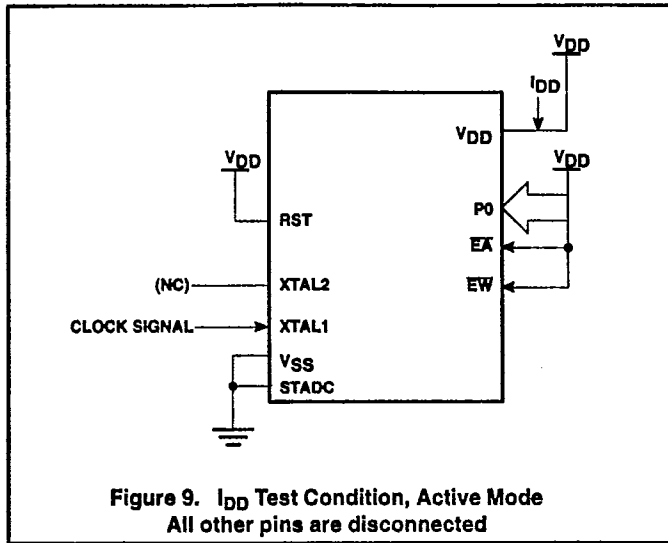 VDD
IDD
VDD
VDD
VDD
P0
RST
EA
EW
(NC)
XTAL2
CLOCK SIGNAL
XTAL1
VSS
STADC
Figure 9. IDD Test Condition, Active Mode
All other pins are disconnected